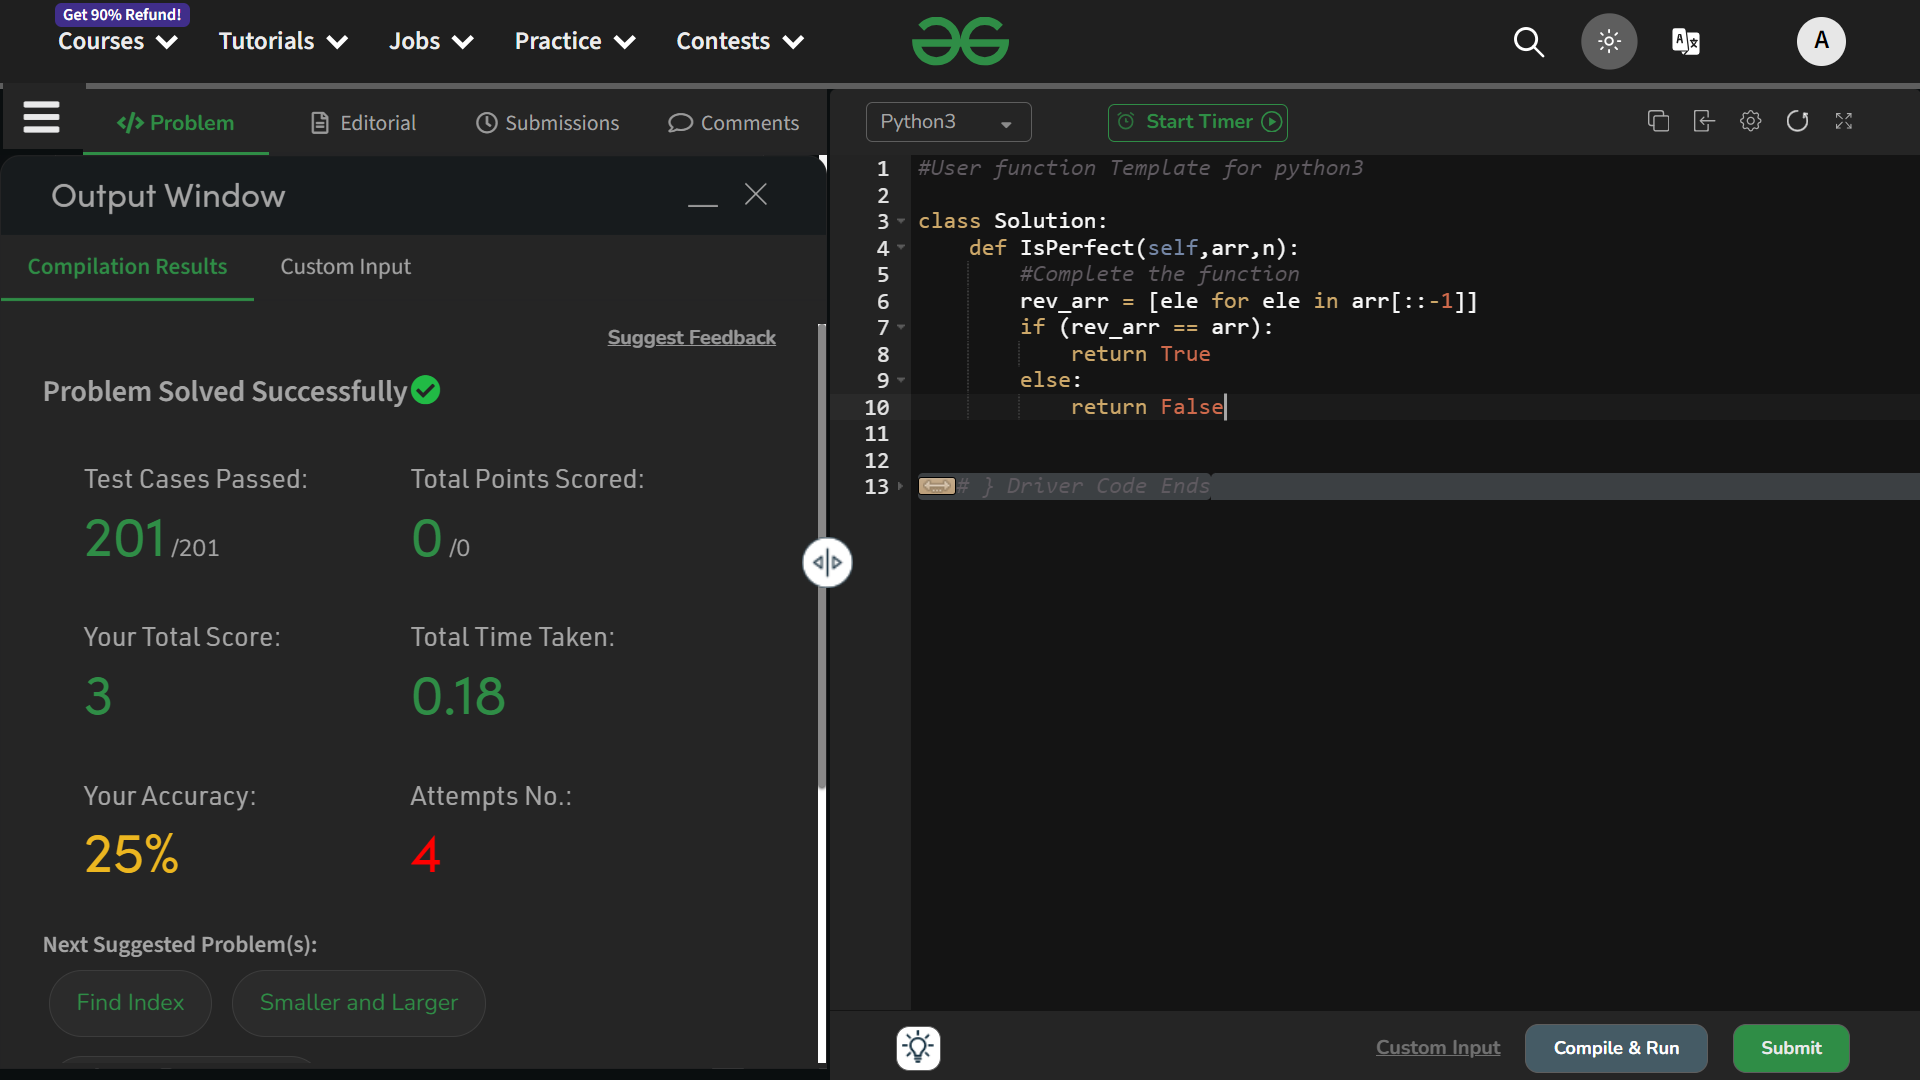 Get 90% Refund!
Courses
Tutorials
Jobs
Practice
Contests
A
</> Problem
Editorial
Submissions
Comments
Output Window
Compilation Results
Custom Input
Suggest Feedback
Problem Solved Successfully
Test Cases Passed:
Total Points Scored:
201 /201
0 /0
Your Total Score:
Total Time Taken:
3
0.18
Your Accuracy:
Attempts No.:
25%
4
Next Suggested Problem(s):
Find Index
Smaller and Larger
Python3
Start Timer
1 #User function Template for python3
2
3 class Solution:
4     def IsPerfect(self,arr,n):
5         #Complete the function
6         rev_arr = [ele for ele in arr[::-1]]
7         if (rev_arr == arr):
8             return True
9         else:
10             return False
11
12
13 # } Driver Code Ends
Custom Input
Compile & Run
Submit